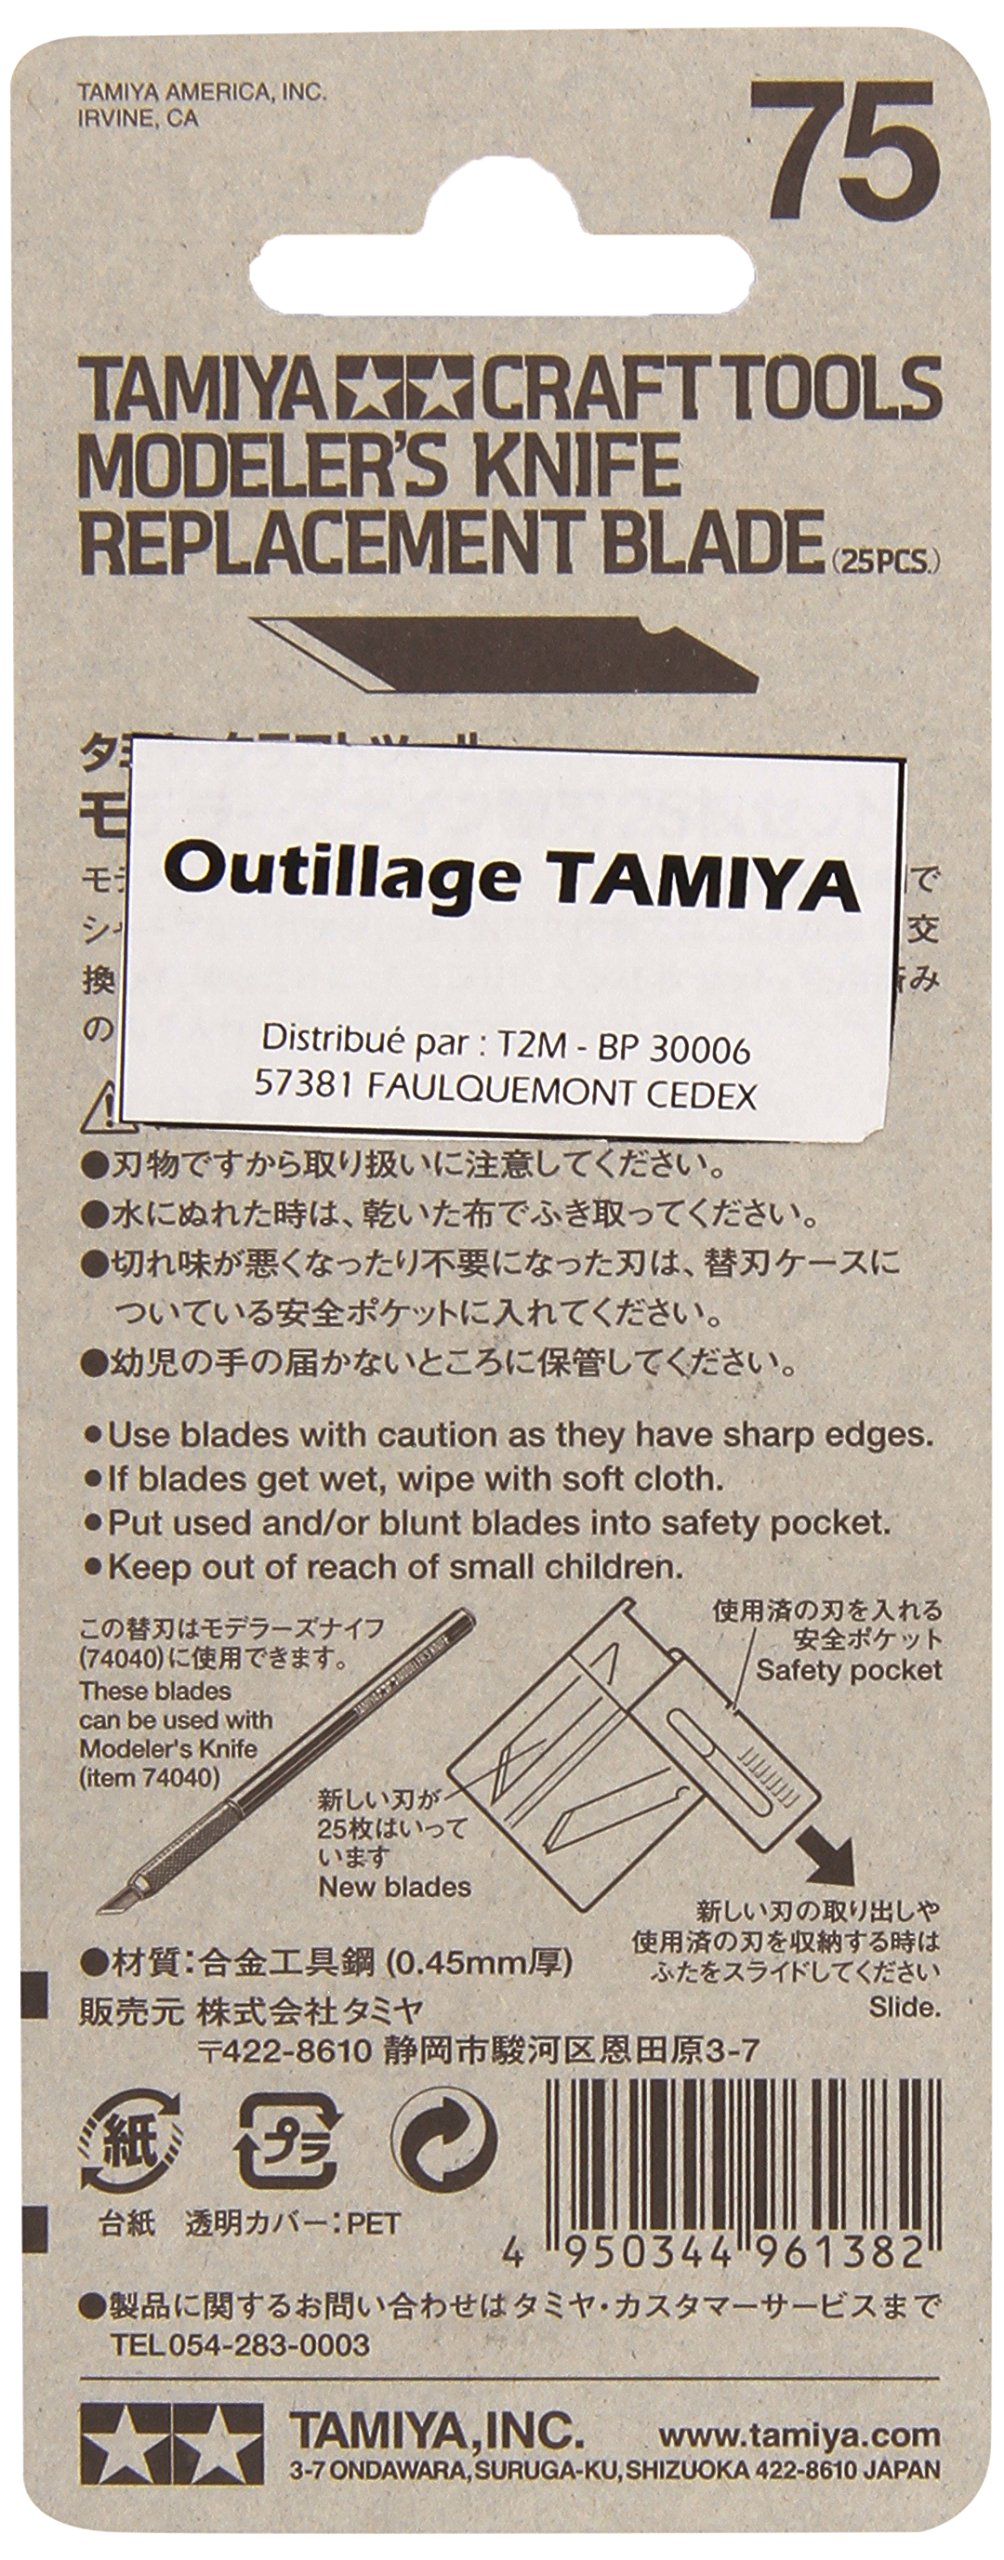 TAMIYA AMERICA, INC.
IRVINE, CA
75
TAMIYA CRAFT TOOLS
MODELER'S KNIFE
REPLACEMENT BLADE (25PCS.)
Outillage TAMIYA
Distribué par : T2M - BP 30006
57381 FAULQUEMONT CEDEX
●刃物ですから取り扱いに注意してください。
●水にぬれた時は、乾いた布でふき取ってください。
●切れ味が悪くなったり不要になった刃は、替刃ケースに
ついている安全ポケットに入れてください。
●幼児の手の届かないところに保管してください。
●Use blades with caution as they have sharp edges.
●If blades get wet, wipe with soft cloth.
●Put used and/or blunt blades into safety pocket.
●Keep out of reach of small children.
この替刃はモデラーズナイフ
(74040)に使用できます。
These blades
can be used with
Modeler's Knife
(item 74040)
使用済の刃を入れる
安全ポケット
Safety pocket
新しい刃が
25枚はいって
います
New blades
新しい刃の取り出しや
使用済の刃を収納する時は
ふたをスライドしてください
Slide.
●材質：合金工具鋼 (0.45mm厚)
販売元 株式会社タミヤ
〒422-8610 静岡市駿河区恩田原3-7
紙 プラ
台紙 透明カバー：PET
4 950344 961382
●製品に関するお問い合わせはタミヤ・カスタマーサービスまで
TEL 054-283-0003
TAMIYA, INC. www.tamiya.com
3-7 ONDAWARA, SURUGA-KU, SHIZUOKA 422-8610 JAPAN